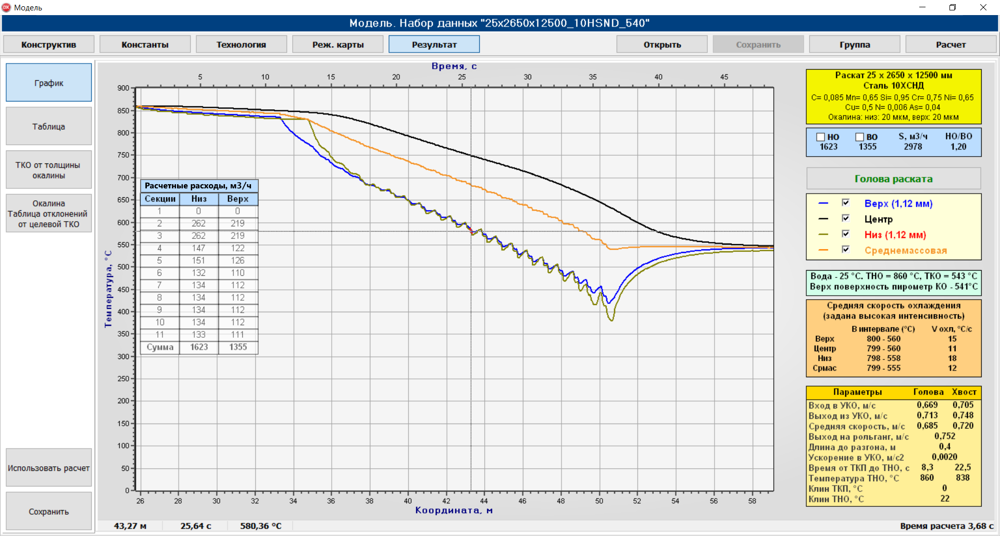 Модель
Модель. Набор данных "25x2650x12500_10HSND_540"
Конструктив
Константы
Технология
Реж. карты
Результат
Открыть
Сохранить
Группа
Расчет
График
Таблица
ТКО от толщины
окалины
Окалина
Таблица отклонений
от целевой ТКО
Использовать расчет
Сохранить
Время, с
5 10 15 20 25 30 35 40 45
Температура, °C
900
850
800
750
700
650
600
550
500
450
400
350
300
250
200
150
100
50
0
26 28 30 32 34 36 38 40 42 44 46 48 50 52 54 56 58
Координата, м
Расчетные расходы, м3/ч
Секции Низ Верх
1 0 0
2 262 219
3 262 219
4 147 122
5 151 126
6 132 110
7 134 112
8 134 112
9 134 112
10 134 112
11 133 111
Сумма 1623 1355
Раскат 25 x 2650 x 12500 мм
Сталь 10ХСНД
C= 0,085 Mn= 0,65 Si= 0,95 Cr= 0,75 Ni= 0,65
Cu= 0,5 N= 0,006 As= 0,04
Окалина: низ: 20 мкм, верх: 20 мкм
НО ВО S, м3/ч НО/ВО
1623 1355 2978 1,20
Голова раската
Верх (1,12 мм)
Центр
Низ (1,12 мм)
Среднемассовая
Вода - 25 °C. ТНО = 860 °C, ТКО = 543 °C
Верх поверхность пирометр КО - 541°C
Средняя скорость охлаждения
(задана высокая интенсивность)
В интервале (°C) V охл, °C/с
Верх 800 - 560 15
Центр 799 - 560 11
Низ 798 - 558 18
Срмас 799 - 555 12
Параметры Голова Хвост
Вход в УКО, м/с 0,669 0,705
Выход из УКО, м/с 0,713 0,748
Средняя скорость, м/с 0,685 0,720
Выход на рольганг, м/с 0,752
Длина до разгона, м 0,4
Ускорение в УКО, м/с2 0,0020
Время от ТКП до ТНО, с 8,3 22,5
Температура ТНО, °C 860 838
Клин ТКП, °C 0
Клин ТНО, °C 22
43,27 м 25,64 с 580,36 °C
Время расчета 3,68 с